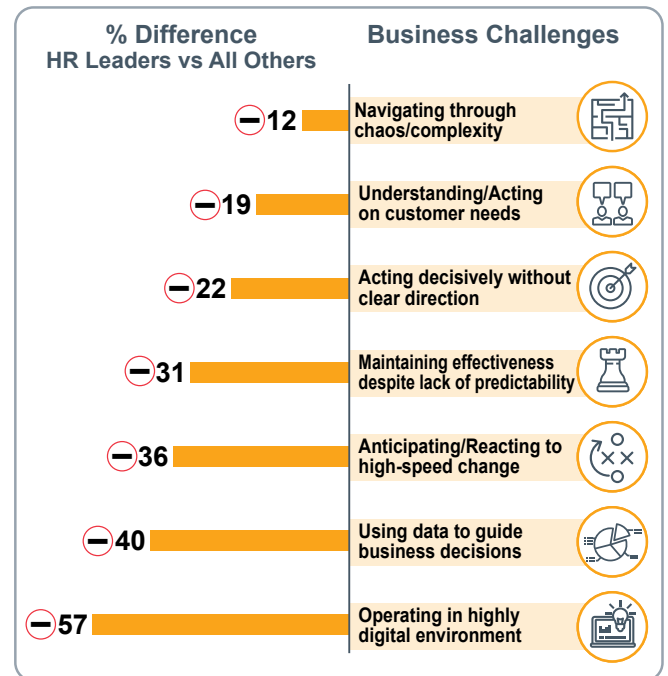 % Difference
HR Leaders vs All Others
Business Challenges
−12
Navigating through
chaos/complexity
−19
Understanding/Acting
on customer needs
−22
Acting decisively without
clear direction
−31
Maintaining effectiveness
despite lack of predictability
−36
Anticipating/Reacting to
high-speed change
−40
Using data to guide
business decisions
−57
Operating in highly
digital environment